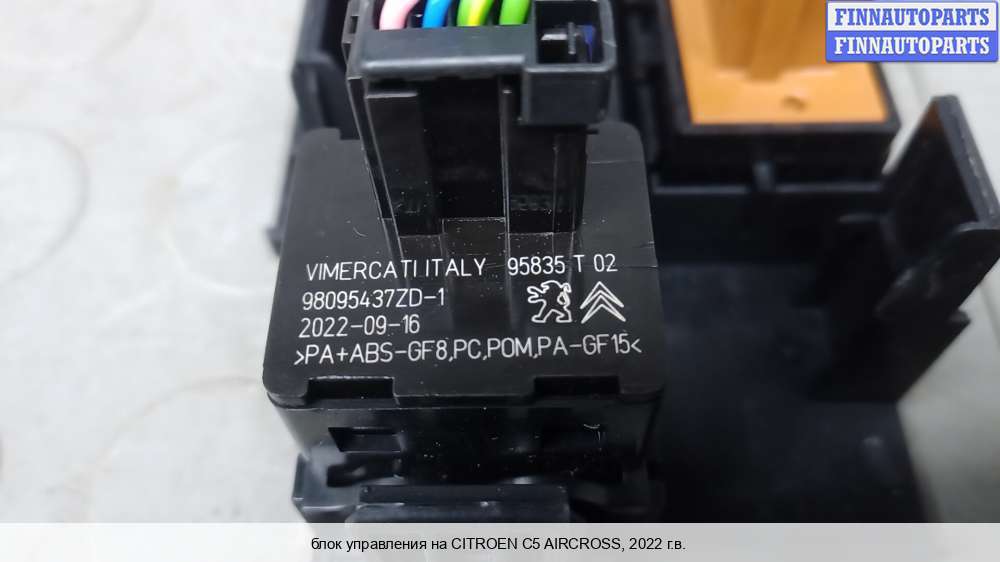 FINNAUTOPARTS
FINNAUTOPARTS
VIMERCATI ITALY 95835 T 02
98095437ZD-1
2022-09-16
>PA+ABS-GF8,PC,POM,PA-GF15<
блок управления на CITROEN C5 AIRCROSS, 2022 г.в.